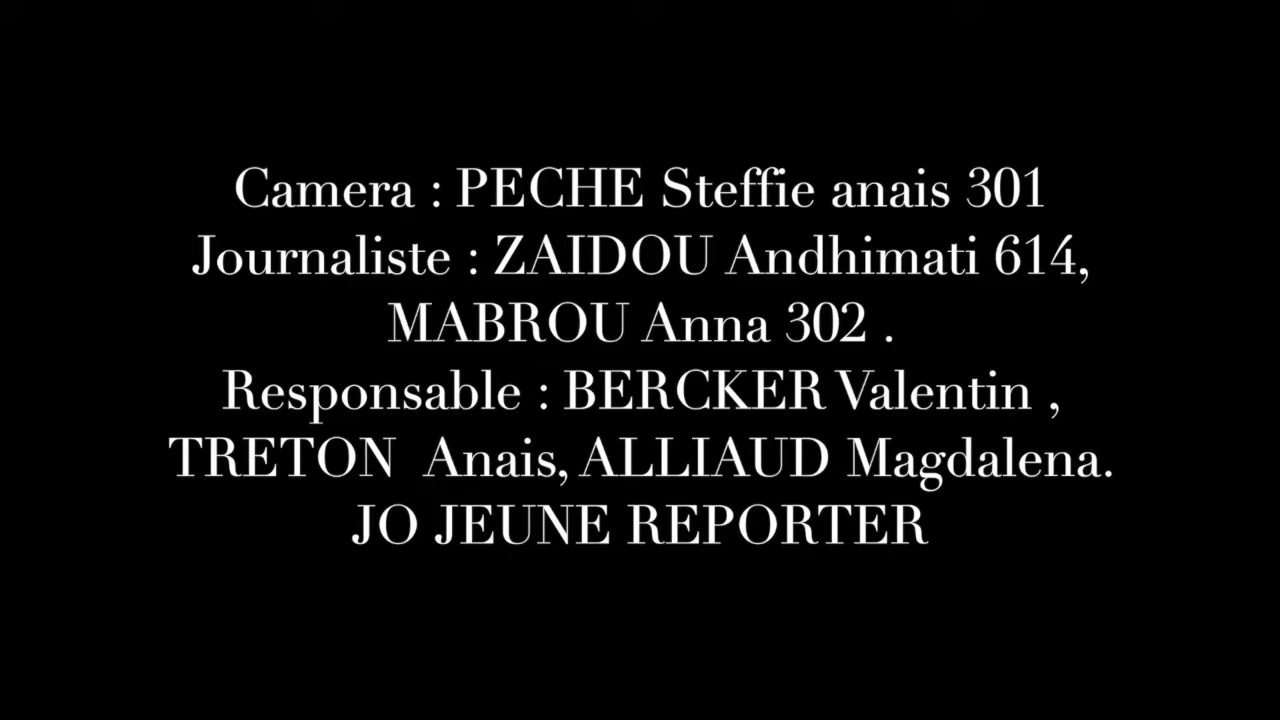 Camera : PECHE Steffie anais 301
Journaliste : ZAIDOU Andhimati 614,
MABROU Anna 302 .
Responsable : BERCKER Valentin ,
TRETON  Anais, ALLIAUD Magdalena.
JO JEUNE REPORTER